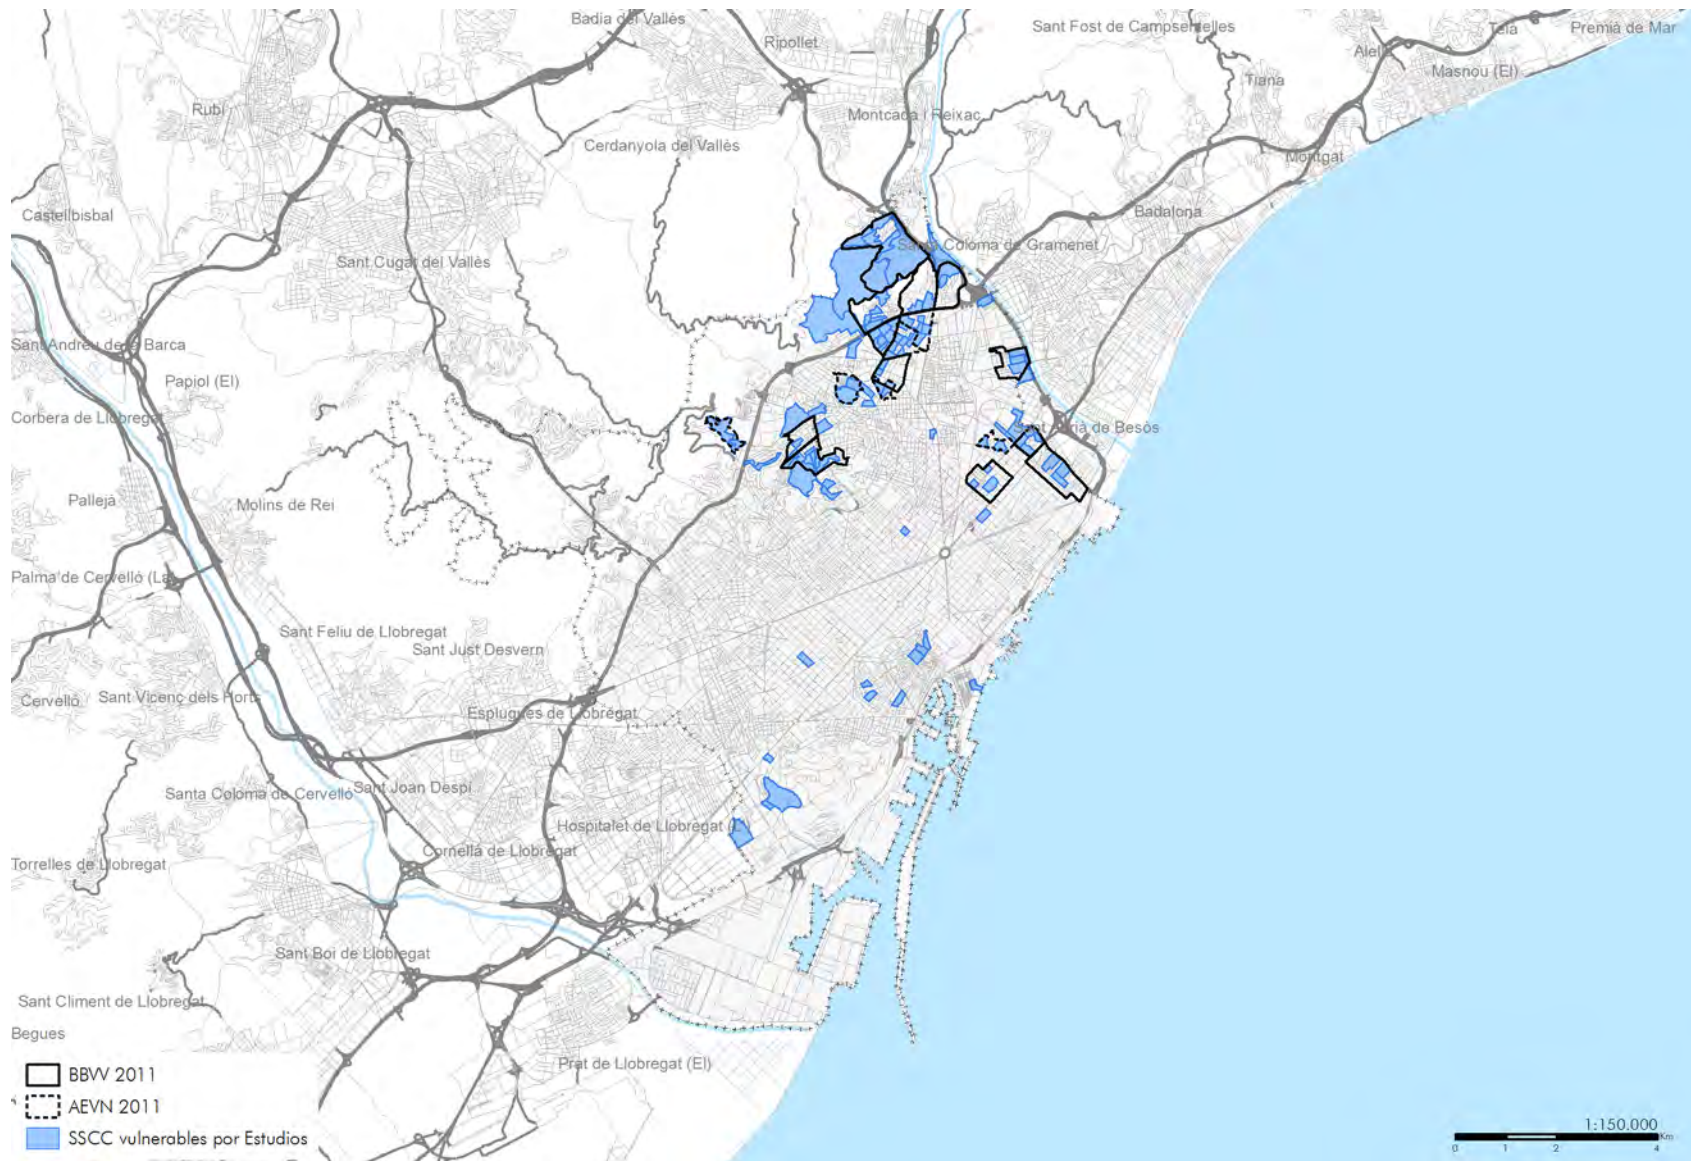 Badia del Vallès
Sant Fost de Campsentelles
Teià
Premià de Mar
Ripollet
Alella
Masnou (El)
Tiana
Rubí
Montcada i Reixac
Cerdanyola del Vallès
Montgat
Castellbisbal
Badalona
Santa Coloma de Gramenet
Sant Cugat del Vallès
Sant Andreu de la Barca
Papiol (El)
Corbera de Llobregat
Sant Adrià de Besòs
Pallejà
Molins de Rei
Palma de Cervelló (La)
Sant Feliu de Llobregat
Sant Just Desvern
Cervelló
Sant Vicenç dels Horts
Esplugues de Llobregat
Santa Coloma de Cervelló
Sant Joan Despí
Hospitalet de Llobregat (L')
Cornellà de Llobregat
Torrelles de Llobregat
Sant Boi de Llobregat
Sant Climent de Llobregat
Begues
Prat de Llobregat (El)
BBVV 2011
AEVN 2011
SSCC vulnerables por Estudios
1:150.000
Km
0 1 2 4